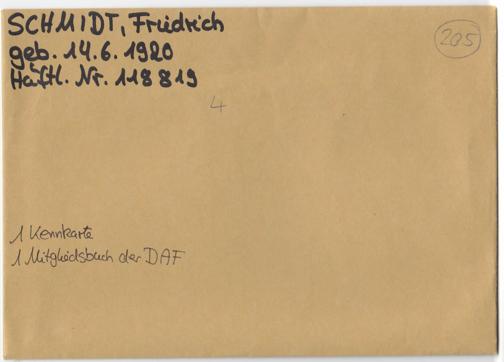 SCHMIDT, Friedrich
geb. 14.6.1920
Häftl. Nr. 118819
205
4
1 Kennkarte
1 Mitgliedsbuch der DAF